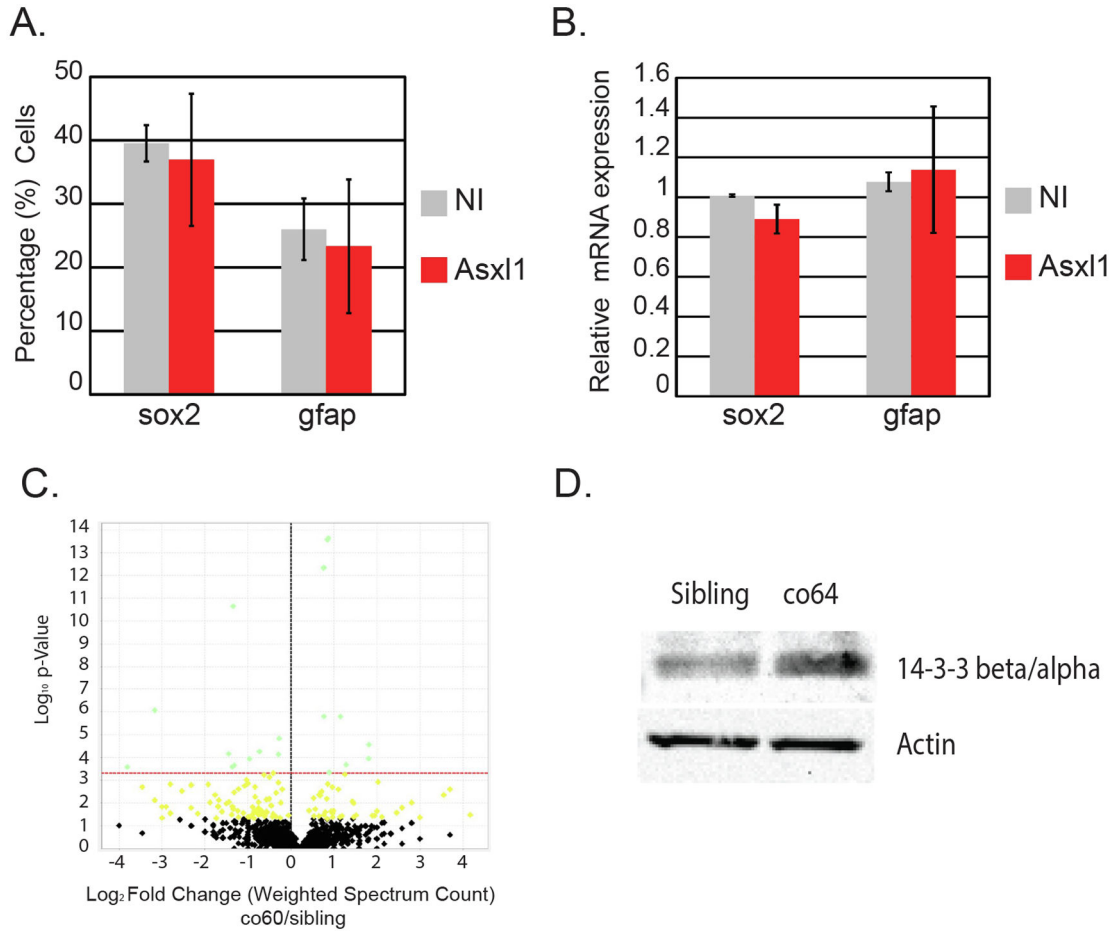 A.
Percentage (%) Cells
50
40
30
20
10
0
sox2 gfap
NI
Asxl1
B.
Relative mRNA expression
1.6
1.4
1.2
1
0.8
0.6
0.4
0.2
0
sox2 gfap
NI
Asxl1
C.
Log₁₀ p-Value
14
13
12
11
10
9
8
7
6
5
4
3
2
1
0
-4 -3 -2 -1 0 1 2 3 4
Log₂ Fold Change (Weighted Spectrum Count)
co60/sibling
D.
Sibling co64
14-3-3 beta/alpha
Actin